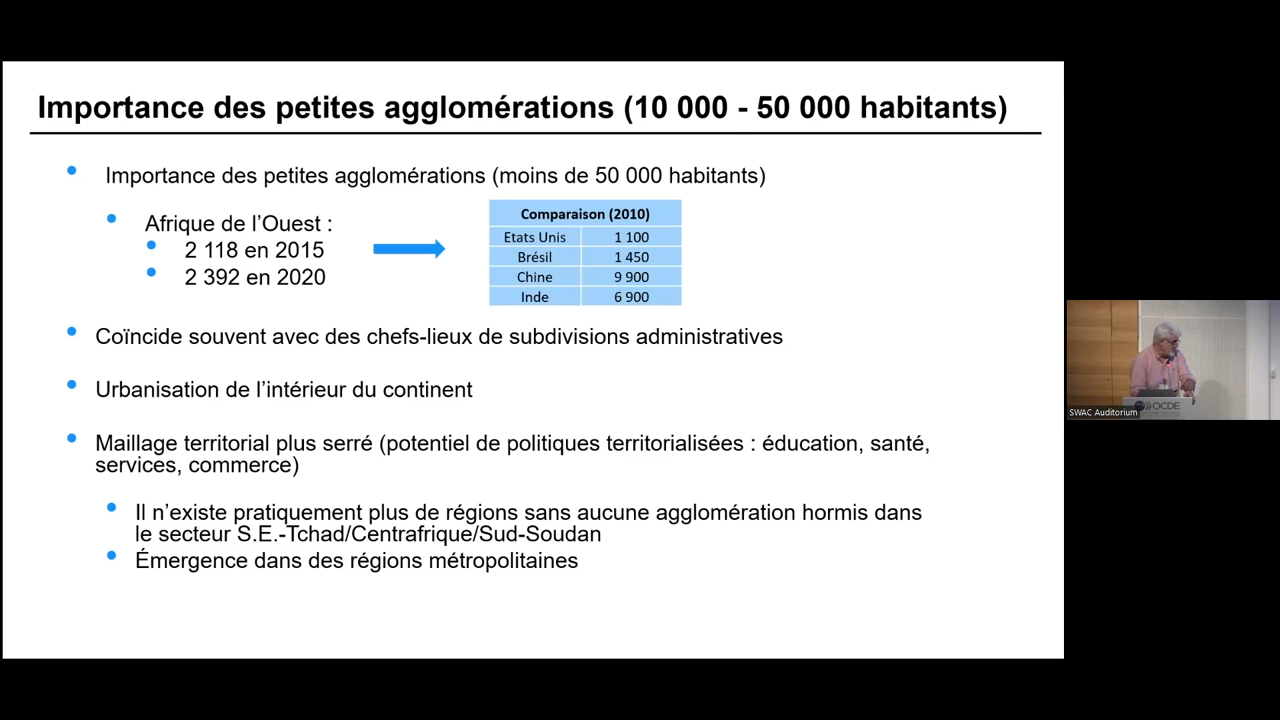 Importance des petites agglomérations (10 000 - 50 000 habitants)
Importance des petites agglomérations (moins de 50 000 habitants)
Afrique de l’Ouest :
2 118 en 2015
2 392 en 2020
Comparaison (2010)
Etats Unis 1 100
Brésil 1 450
Chine 9 900
Inde 6 900
Coïncide souvent avec des chefs-lieux de subdivisions administratives
Urbanisation de l’intérieur du continent
Maillage territorial plus serré (potentiel de politiques territorialisées : éducation, santé,
services, commerce)
Il n’existe pratiquement plus de régions sans aucune agglomération hormis dans
le secteur S.E.-Tchad/Centrafrique/Sud-Soudan
Émergence dans des régions métropolitaines
OCDE
SWAC Auditorium